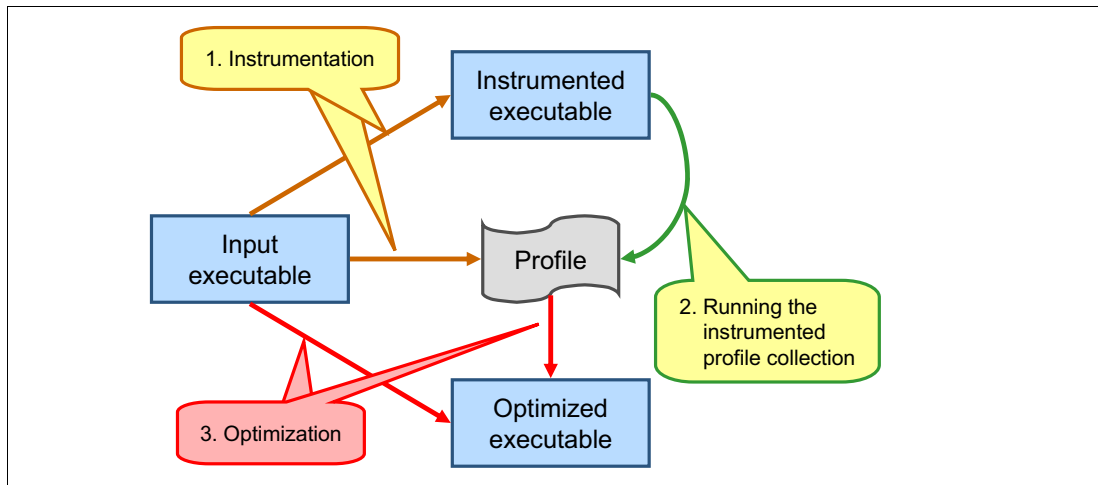 1. Instrumentation
Instrumented
executable
Input
executable
Profile
2. Running the
instrumented
profile collection
3. Optimization
Optimized
executable